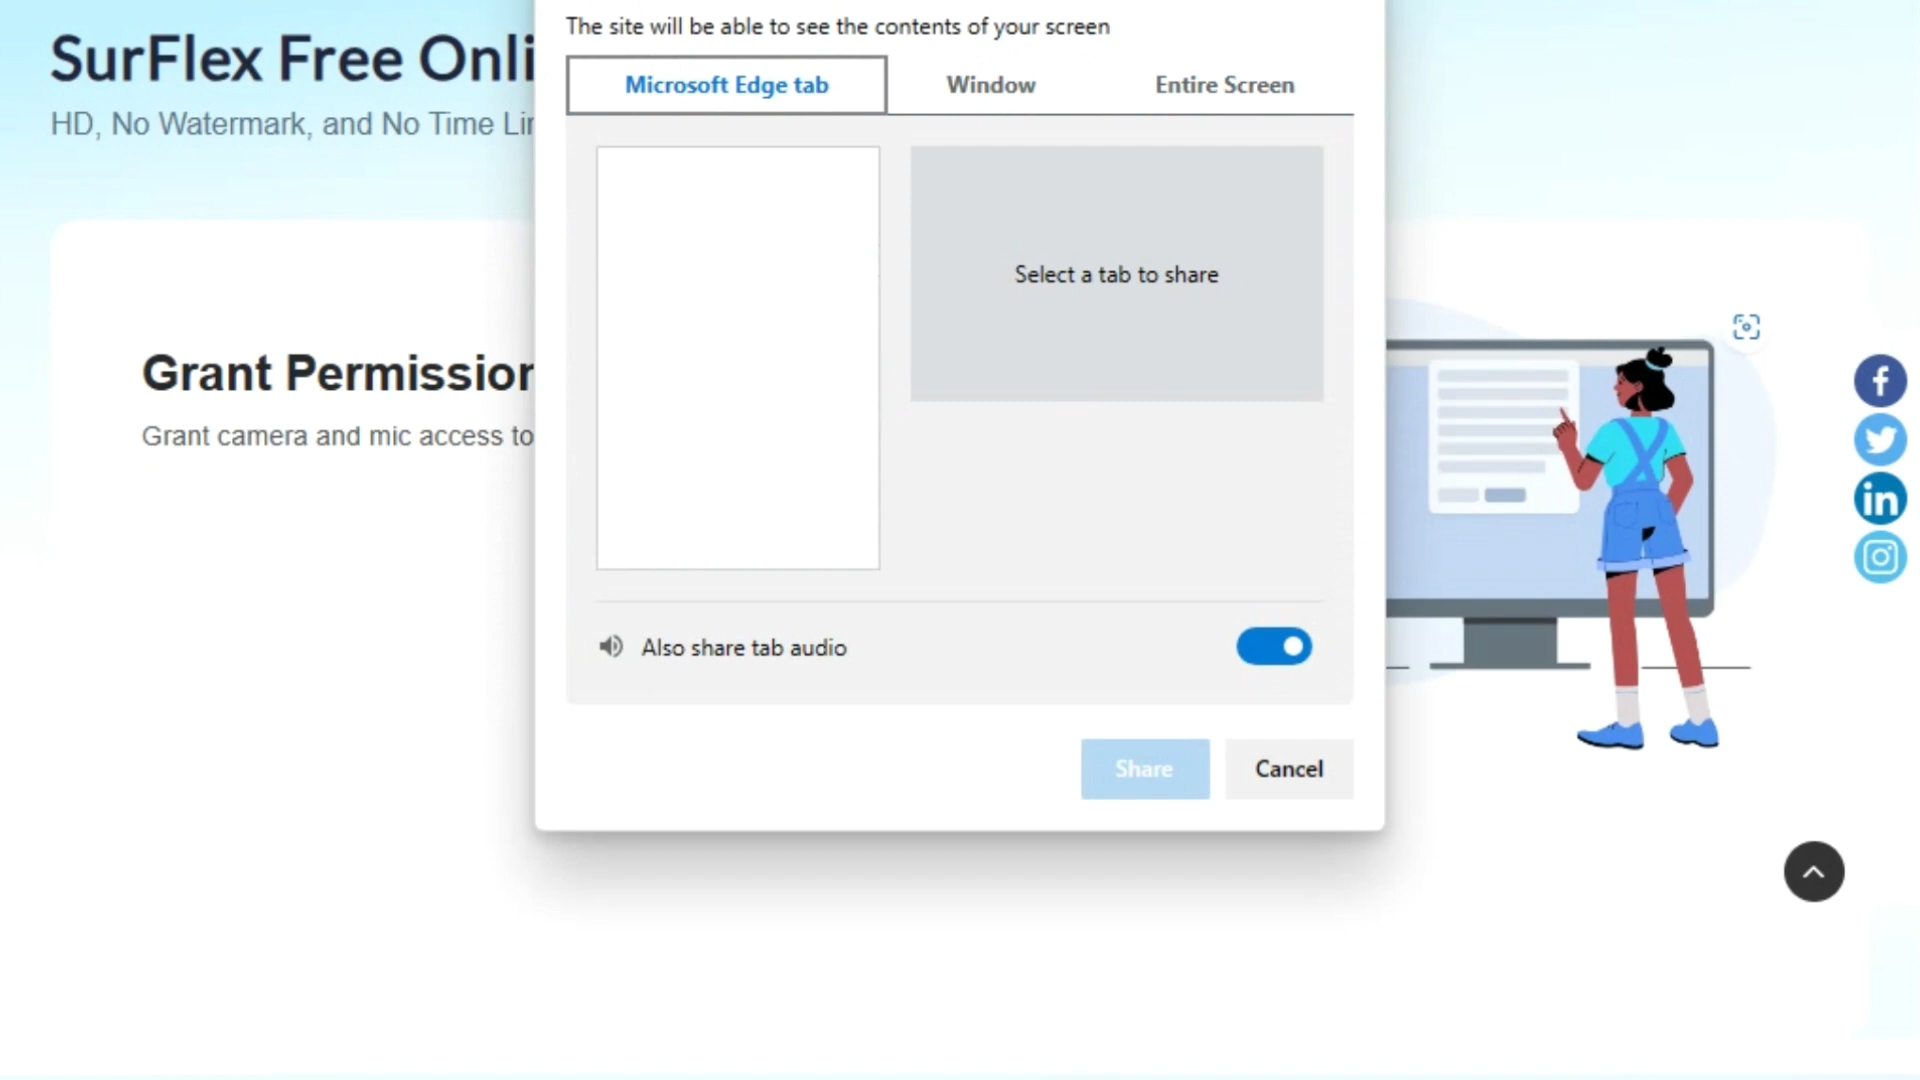 The site will be able to see the contents of your screen
SurFlex Free Onli
Microsoft Edge tab
Window
Entire Screen
HD, No Watermark, and No Time Lir
Select a tab to share
Grant Permission
Grant camera and mic access to
Also share tab audio
Share
Cancel